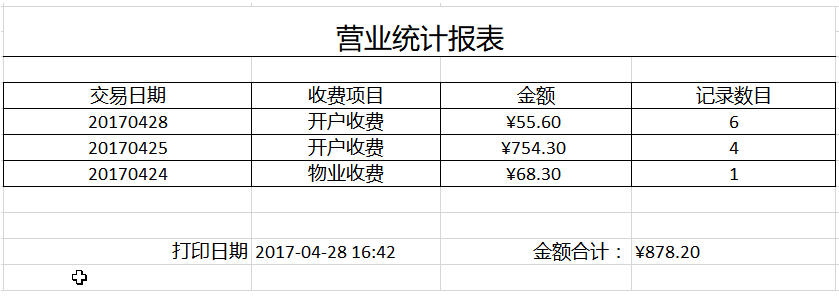 营业统计报表
交易日期 收费项目 金额 记录数目
20170428 开户收费 ¥55.60 6
20170425 开户收费 ¥754.30 4
20170424 物业收费 ¥68.30 1
打印日期 2017-04-28 16:42 金额合计： ¥878.20